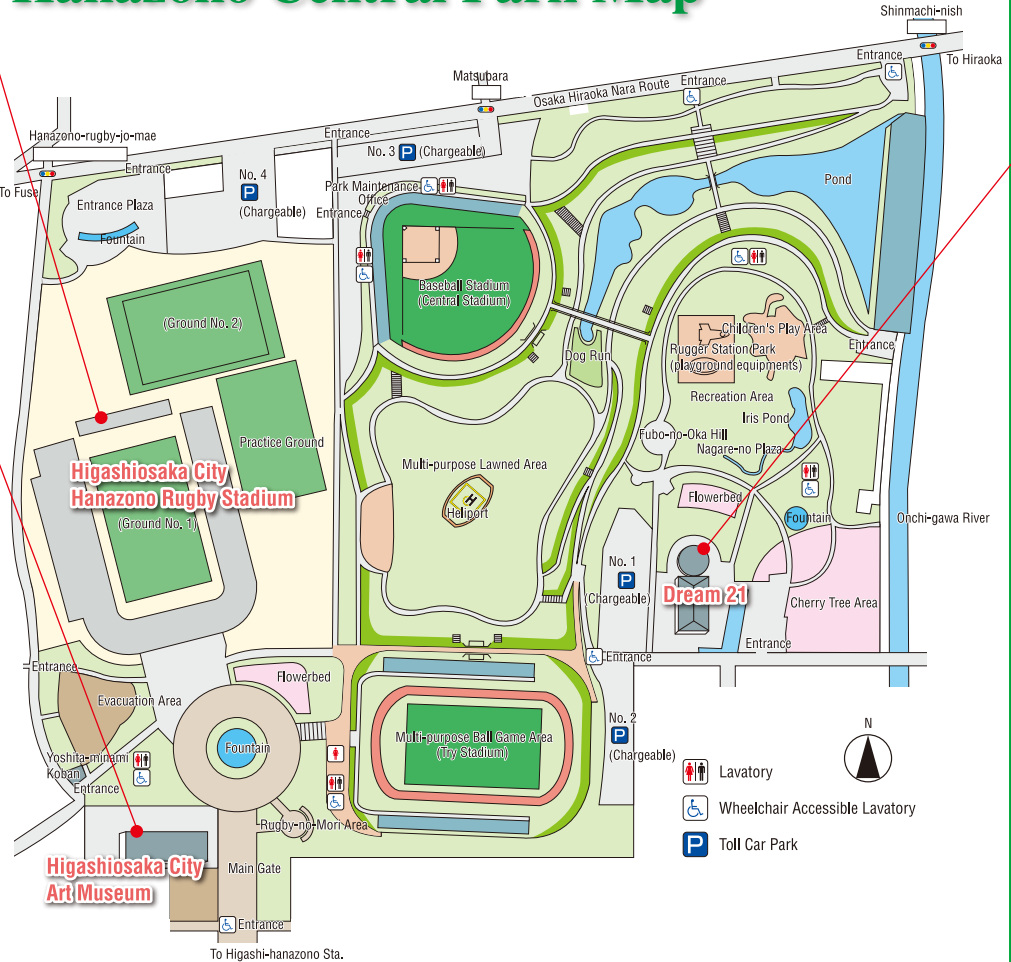 Hanazono Central Park Map
Shinmachi-nish
Entrance
To Hiraoka
Matsubara
Entrance
Osaka Hiraoka Nara Route
Hanazono-rugby-jo-mae
Entrance
No. 3 P (Chargeable)
Entrance
To Fuse
No. 4
P
(Chargeable)
Park Maintenance
Office
Entrance
Pond
Entrance Plaza
Fountain
Baseball Stadium
(Central Stadium)
(Ground No. 2)
Children's Play Area
Rugger Station Park
(playground equipments)
Entrance
Dog Run
Recreation Area
Iris Pond
Fubo-no-Oka Hill
Nagare-no Plaza
Practice Ground
Multi-purpose Lawned Area
Higashiosaka City
Hanazono Rugby Stadium
(Ground No. 1)
H
Heliport
Flowerbed
Fountain
Onchi-gawa River
No. 1
P
(Chargeable)
Dream 21
Cherry Tree Area
Entrance
Entrance
Entrance
Flowerbed
Evacuation Area
No. 2
P
(Chargeable)
Multi-purpose Ball Game Area
(Try Stadium)
Fountain
Yoshita-minami
Koban
Entrance
Rugby-no-Mori Area
Higashiosaka City
Art Museum
Main Gate
Entrance
To Higashi-hanazono Sta.
N
Lavatory
Wheelchair Accessible Lavatory
P Toll Car Park